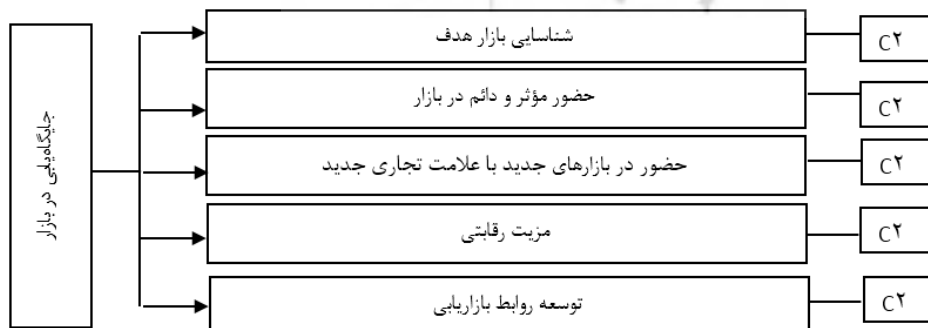 شناسایی بازار هدف
C۲
حضور مؤثر و دائم در بازار
C۲
جایگاه‌یابی در بازار
حضور در بازارهای جدید با علامت تجاری جدید
C۲
مزیت رقابتی
C۲
توسعه روابط بازاریابی
C۲